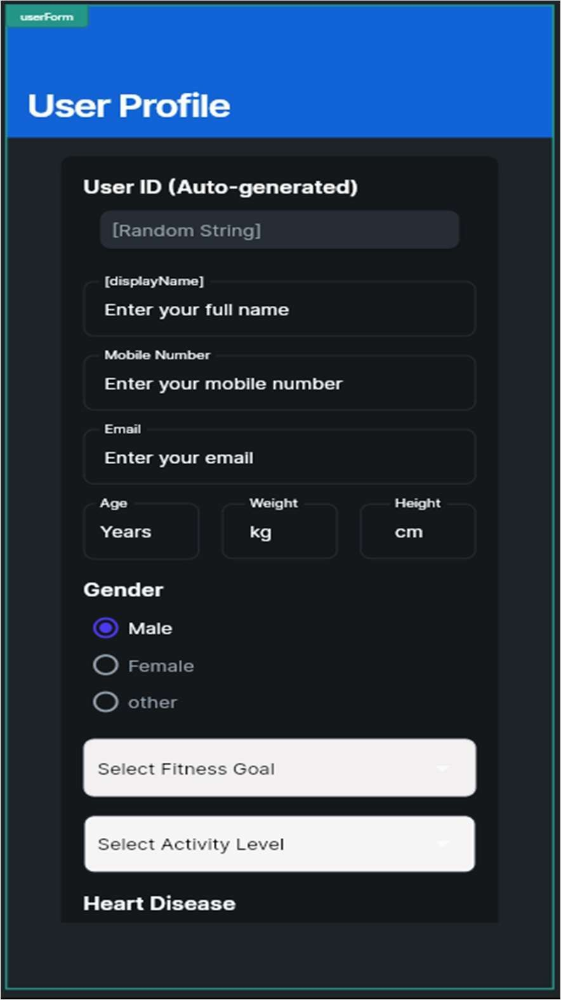 userForm
User Profile
User ID (Auto-generated)
[Random String]
[displayName]
Enter your full name
Mobile Number
Enter your mobile number
Email
Enter your email
Age Weight Height
Years kg cm
Gender
Male
Female
other
Select Fitness Goal
Select Activity Level
Heart Disease